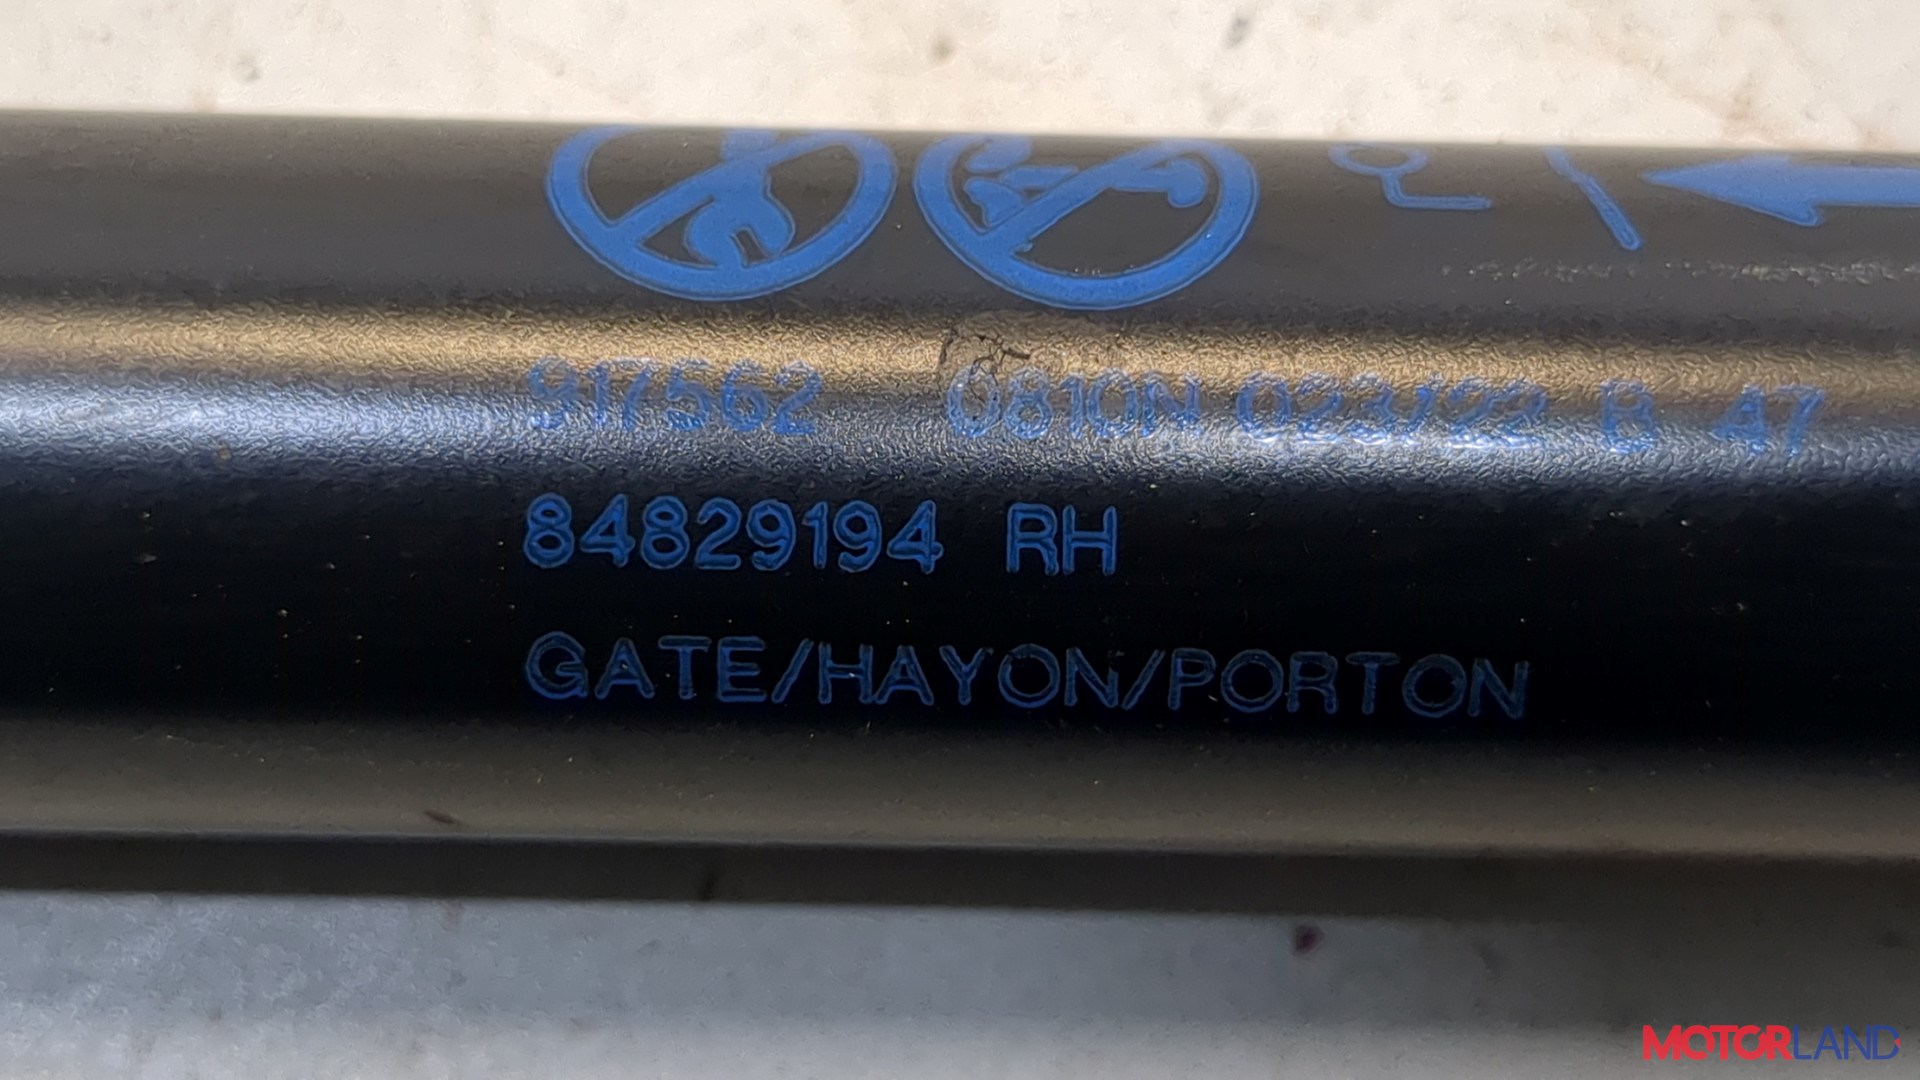 917562 0810N 023/22 B 47
84829194 RH
GATE/HAYON/PORTON
MOTORLAND